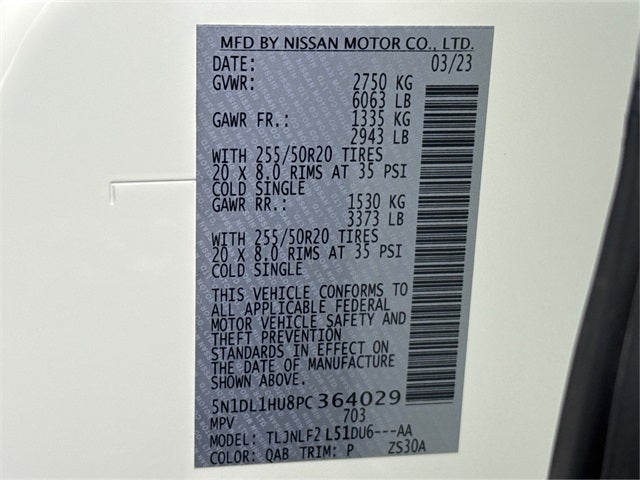 MFD BY NISSAN MOTOR CO., LTD.
DATE: 03/23
GVWR: 2750 KG
6063 LB
GAWR FR.: 1335 KG
2943 LB
WITH 255/50R20 TIRES
20 X 8.0 RIMS AT 35 PSI
COLD SINGLE
GAWR RR.: 1530 KG
3373 LB
WITH 255/50R20 TIRES
20 X 8.0 RIMS AT 35 PSI
COLD SINGLE
THIS VEHICLE CONFORMS TO
ALL APPLICABLE FEDERAL
MOTOR VEHICLE SAFETY AND
THEFT PREVENTION
STANDARDS IN EFFECT ON
THE DATE OF MANUFACTURE
SHOWN ABOVE.
5N1DL1HU8PC364029
MPV 703
MODEL: TLJNLF2 L51DU6---AA
COLOR: QAB TRIM: P ZS30A